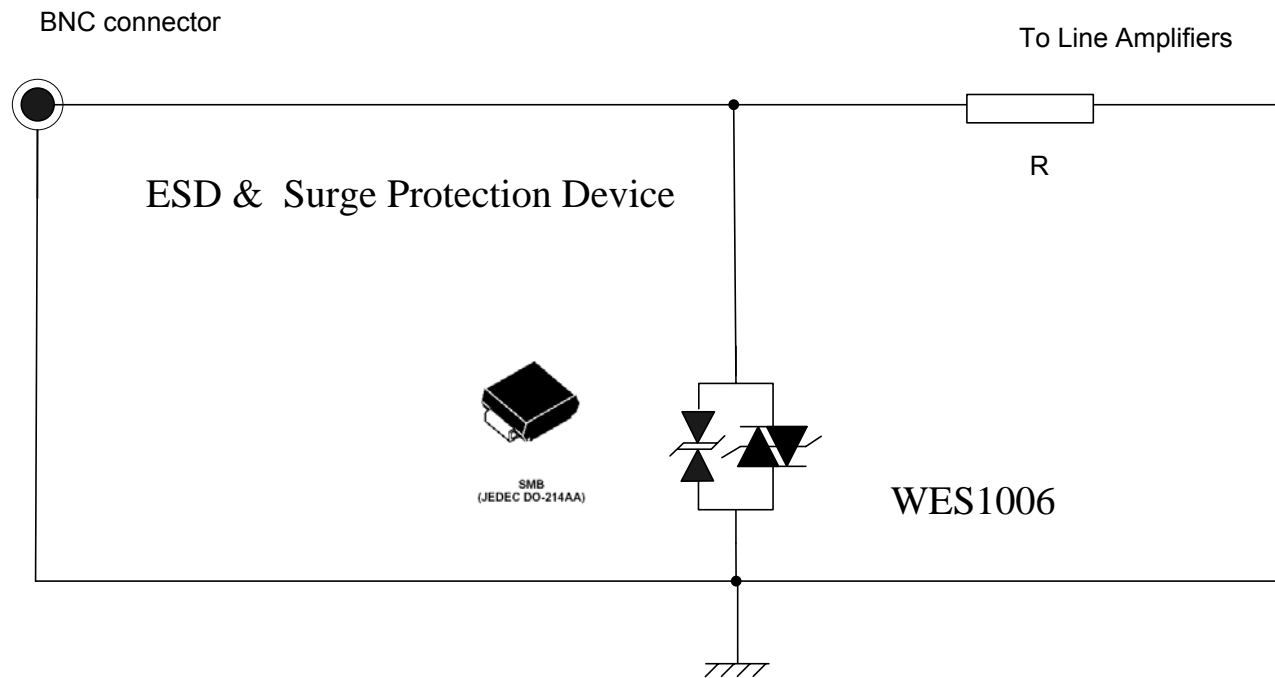 BNC connector
To Line Amplifiers
R
ESD & Surge Protection Device
SMB
(JEDEC DO-214AA)
WES1006